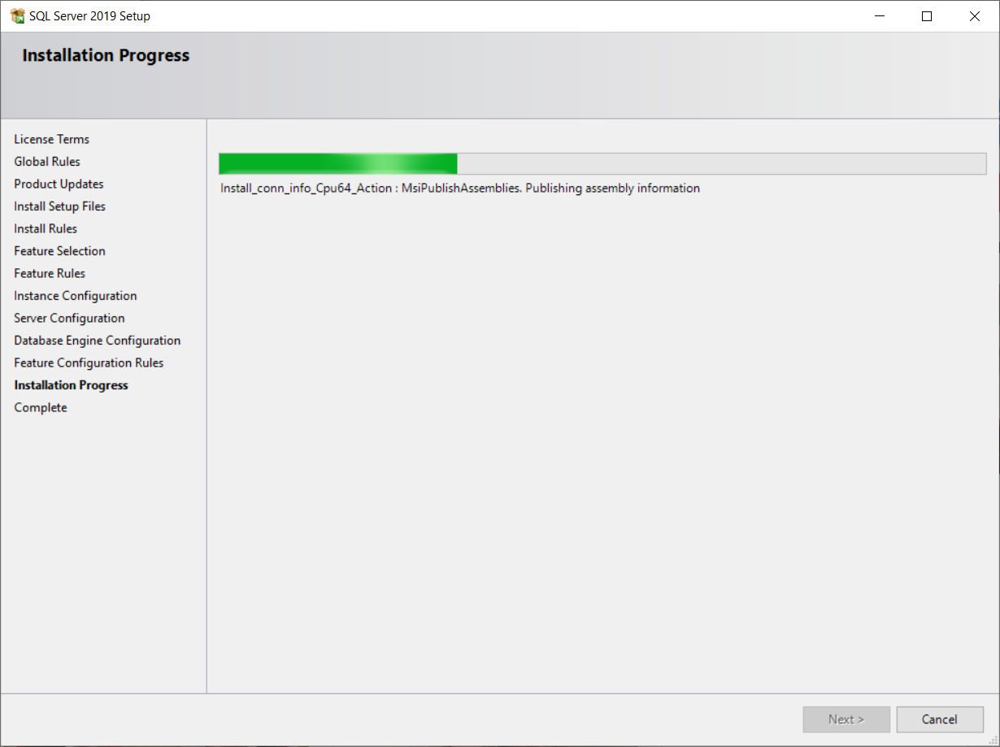 SQL Server 2019 Setup
Installation Progress
License Terms
Global Rules
Product Updates
Install Setup Files
Install Rules
Feature Selection
Feature Rules
Instance Configuration
Server Configuration
Database Engine Configuration
Feature Configuration Rules
Installation Progress
Complete
Install_conn_info_Cpu64_Action : MsiPublishAssemblies. Publishing assembly information
Next >
Cancel